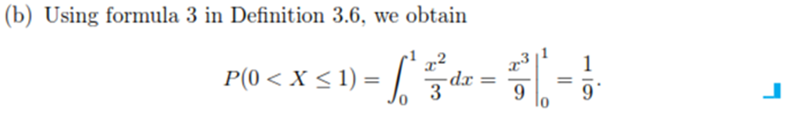 (b) Using formula 3 in Definition 3.6, we obtain
P(0 < X ≤ 1) = ∫₀¹ x²/3 dx = x³/9 |₀¹ = 1/9.